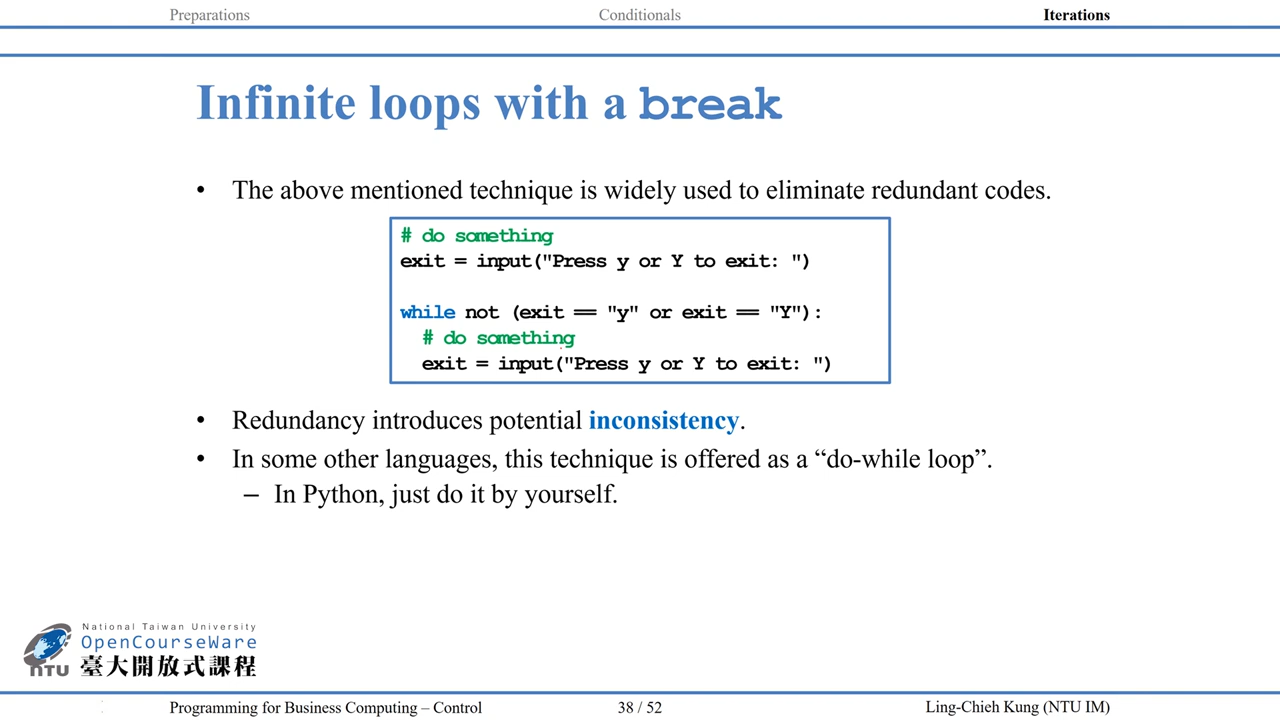 Preparations
Conditionals
Iterations
Infinite loops with a break
• The above mentioned technique is widely used to eliminate redundant codes.
# do something
exit = input("Press y or Y to exit: ")
while not (exit == "y" or exit == "Y"):
# do something
exit = input("Press y or Y to exit: ")
• Redundancy introduces potential inconsistency.
• In some other languages, this technique is offered as a “do-while loop”.
– In Python, just do it by yourself.
National Taiwan University
OpenCourseWare
NTU 臺大開放式課程
Programming for Business Computing – Control
38 / 52
Ling-Chieh Kung (NTU IM)